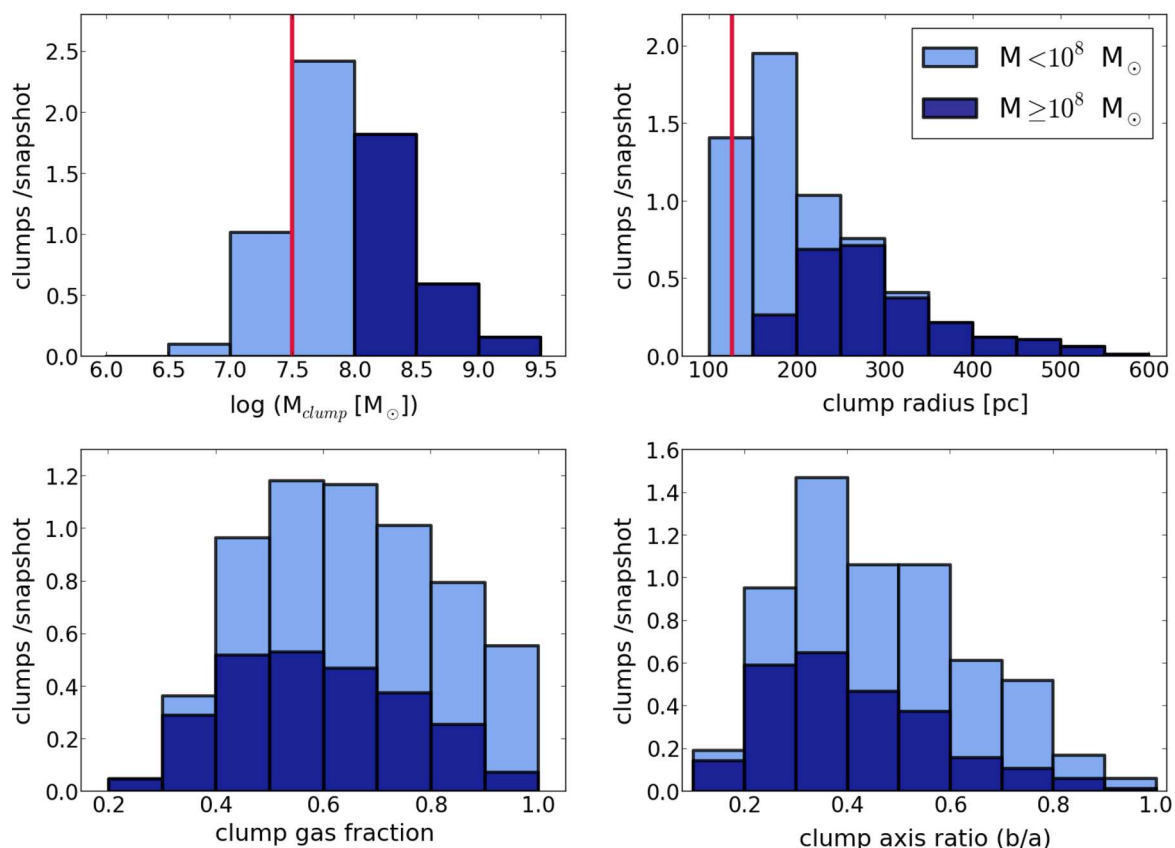 clumps /snapshot
2.5
2.0
1.5
1.0
0.5
0.0
6.0 6.5 7.0 7.5 8.0 8.5 9.0 9.5
log (M_clump [M_⊙])
clumps /snapshot
2.0
1.5
1.0
0.5
0.0
100 200 300 400 500 600
clump radius [pc]
M <10^8 M_⊙
M ≥10^8 M_⊙
clumps /snapshot
1.2
1.0
0.8
0.6
0.4
0.2
0.0
0.2 0.4 0.6 0.8 1.0
clump gas fraction
clumps /snapshot
1.6
1.4
1.2
1.0
0.8
0.6
0.4
0.2
0.0
0.2 0.4 0.6 0.8 1.0
clump axis ratio (b/a)